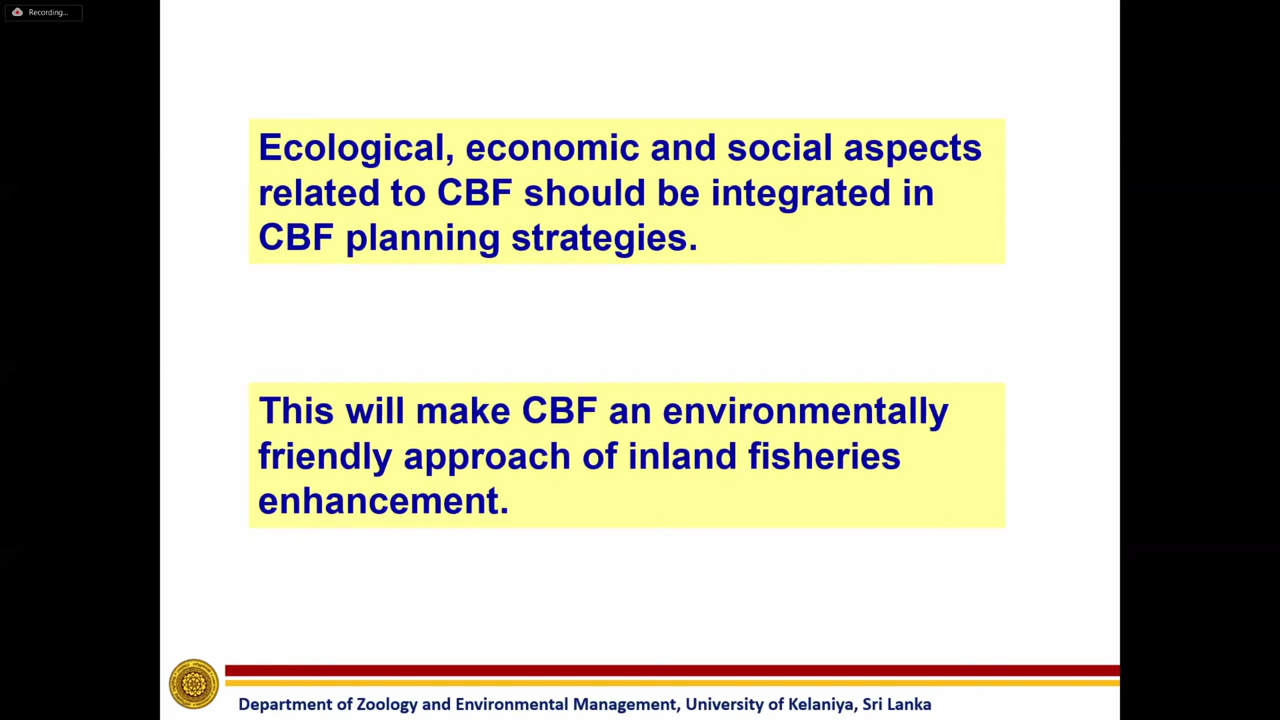 Recording...
Ecological, economic and social aspects
related to CBF should be integrated in
CBF planning strategies.
This will make CBF an environmentally
friendly approach of inland fisheries
enhancement.
Department of Zoology and Environmental Management, University of Kelaniya, Sri Lanka